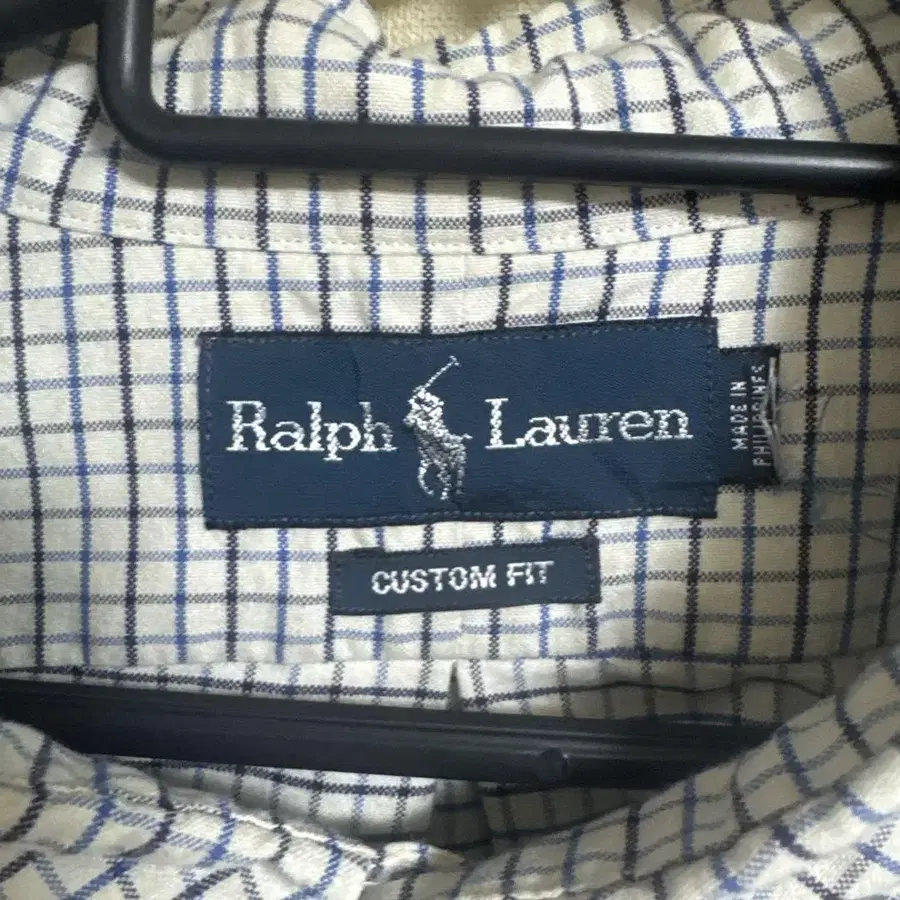 Ralph Lauren
MADE IN
PHILIPPINES
CUSTOM FIT